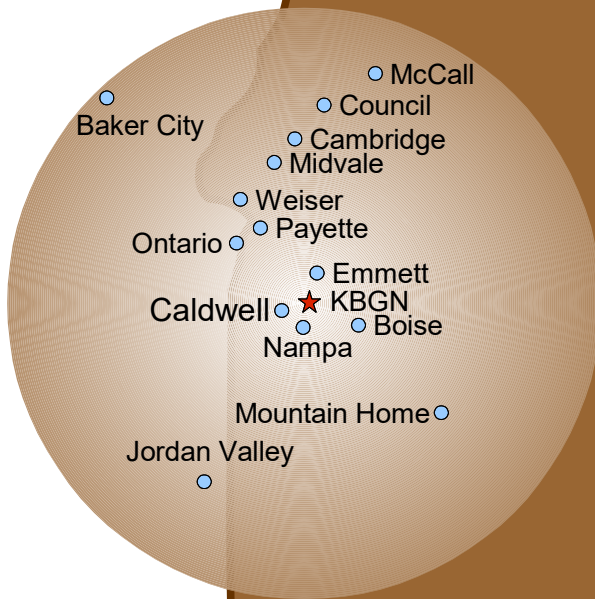 McCall
Council
Baker City
Cambridge
Midvale
Weiser
Payette
Ontario
Emmett
KBGN
Caldwell
Boise
Nampa
Mountain Home
Jordan Valley